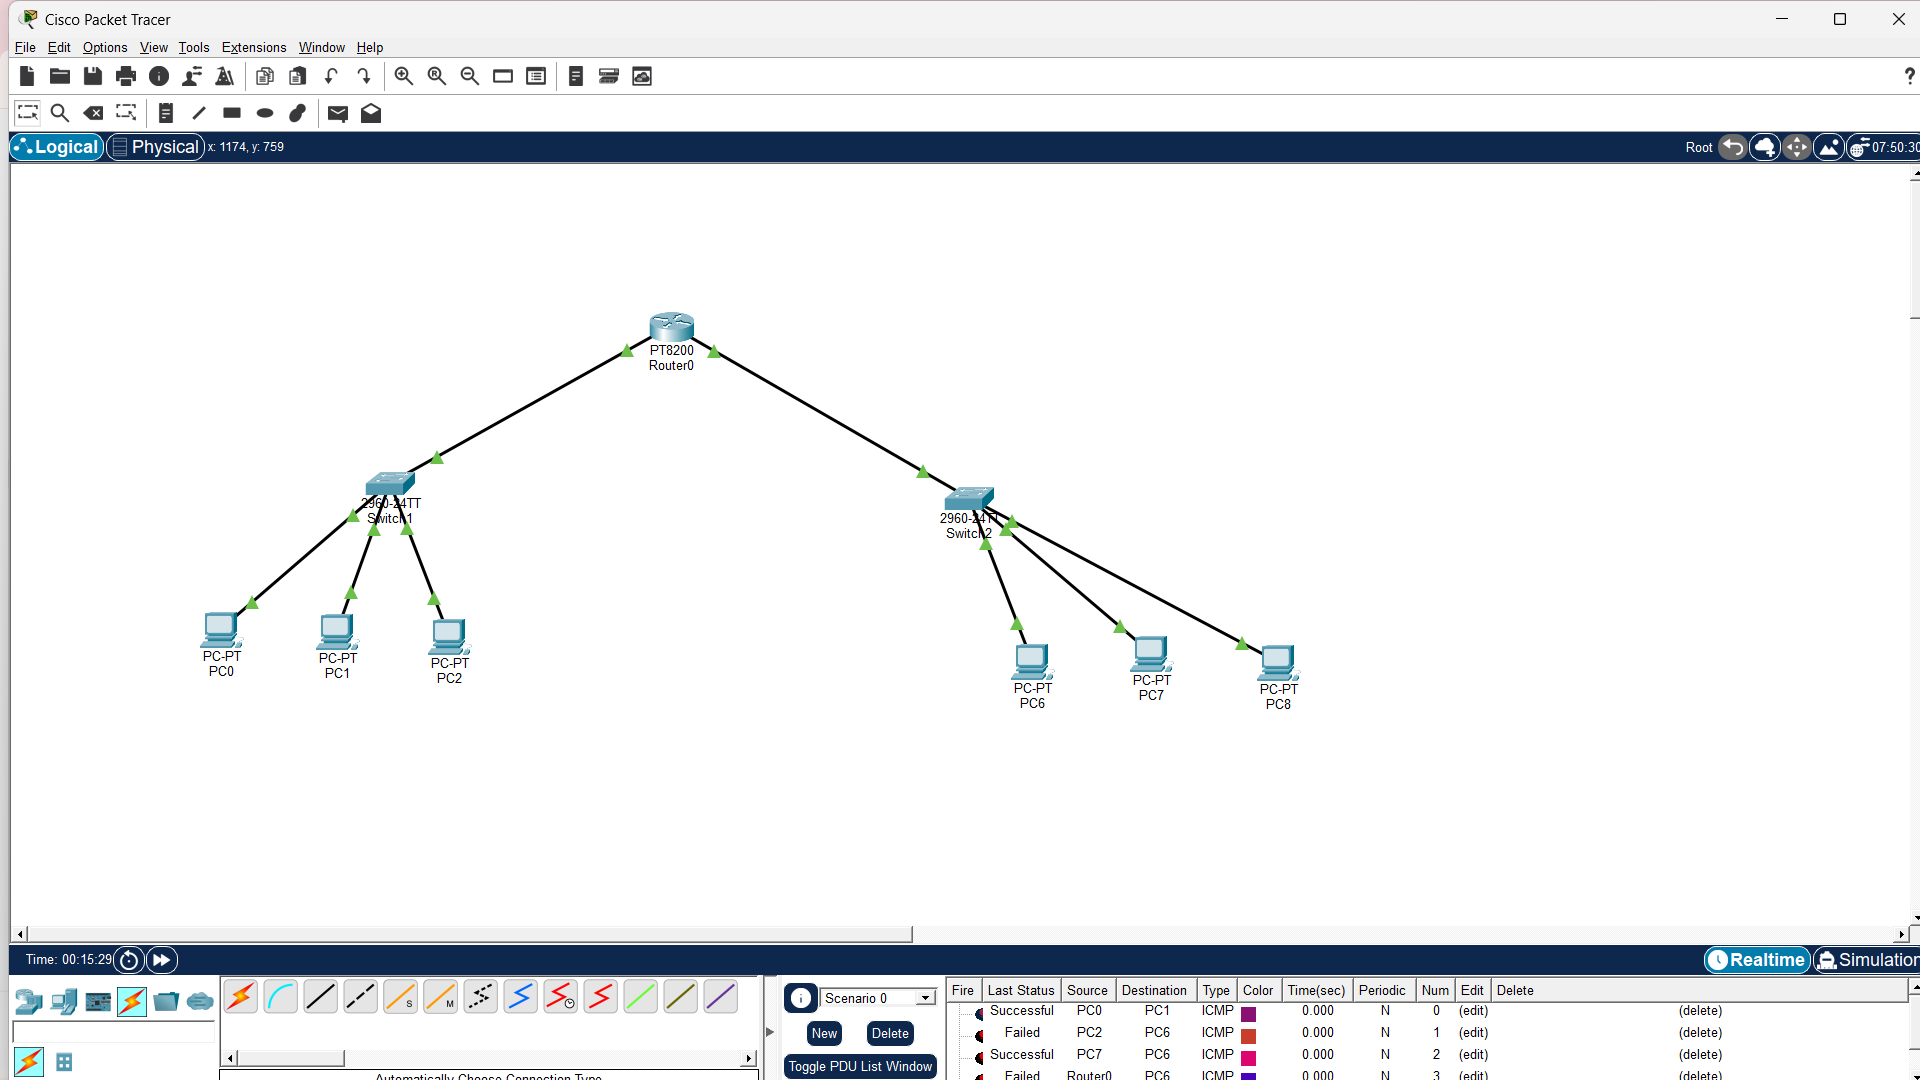 Cisco Packet Tracer
File Edit Options View Tools Extensions Window Help
?
Logical Physical x: 1174, y: 759 Root 07:50:30
PT8200
Router0
2960-24TT
Switch1
2960-24TT
Switch2
PC-PT
PC0
PC-PT
PC1
PC-PT
PC2
PC-PT
PC6
PC-PT
PC7
PC-PT
PC8
Time: 00:15:29 Realtime Simulation
S M
Scenario 0
New Delete
Toggle PDU List Window
Automatically Choose Connection Type
Fire Last Status Source Destination Type Color Time(sec) Periodic Num Edit Delete
Successful PC0 PC1 ICMP 0.000 N 0 (edit) (delete)
Failed PC2 PC6 ICMP 0.000 N 1 (edit) (delete)
Successful PC7 PC6 ICMP 0.000 N 2 (edit) (delete)
Failed Router0 PC6 ICMP 0.000 N 3 (edit) (delete)